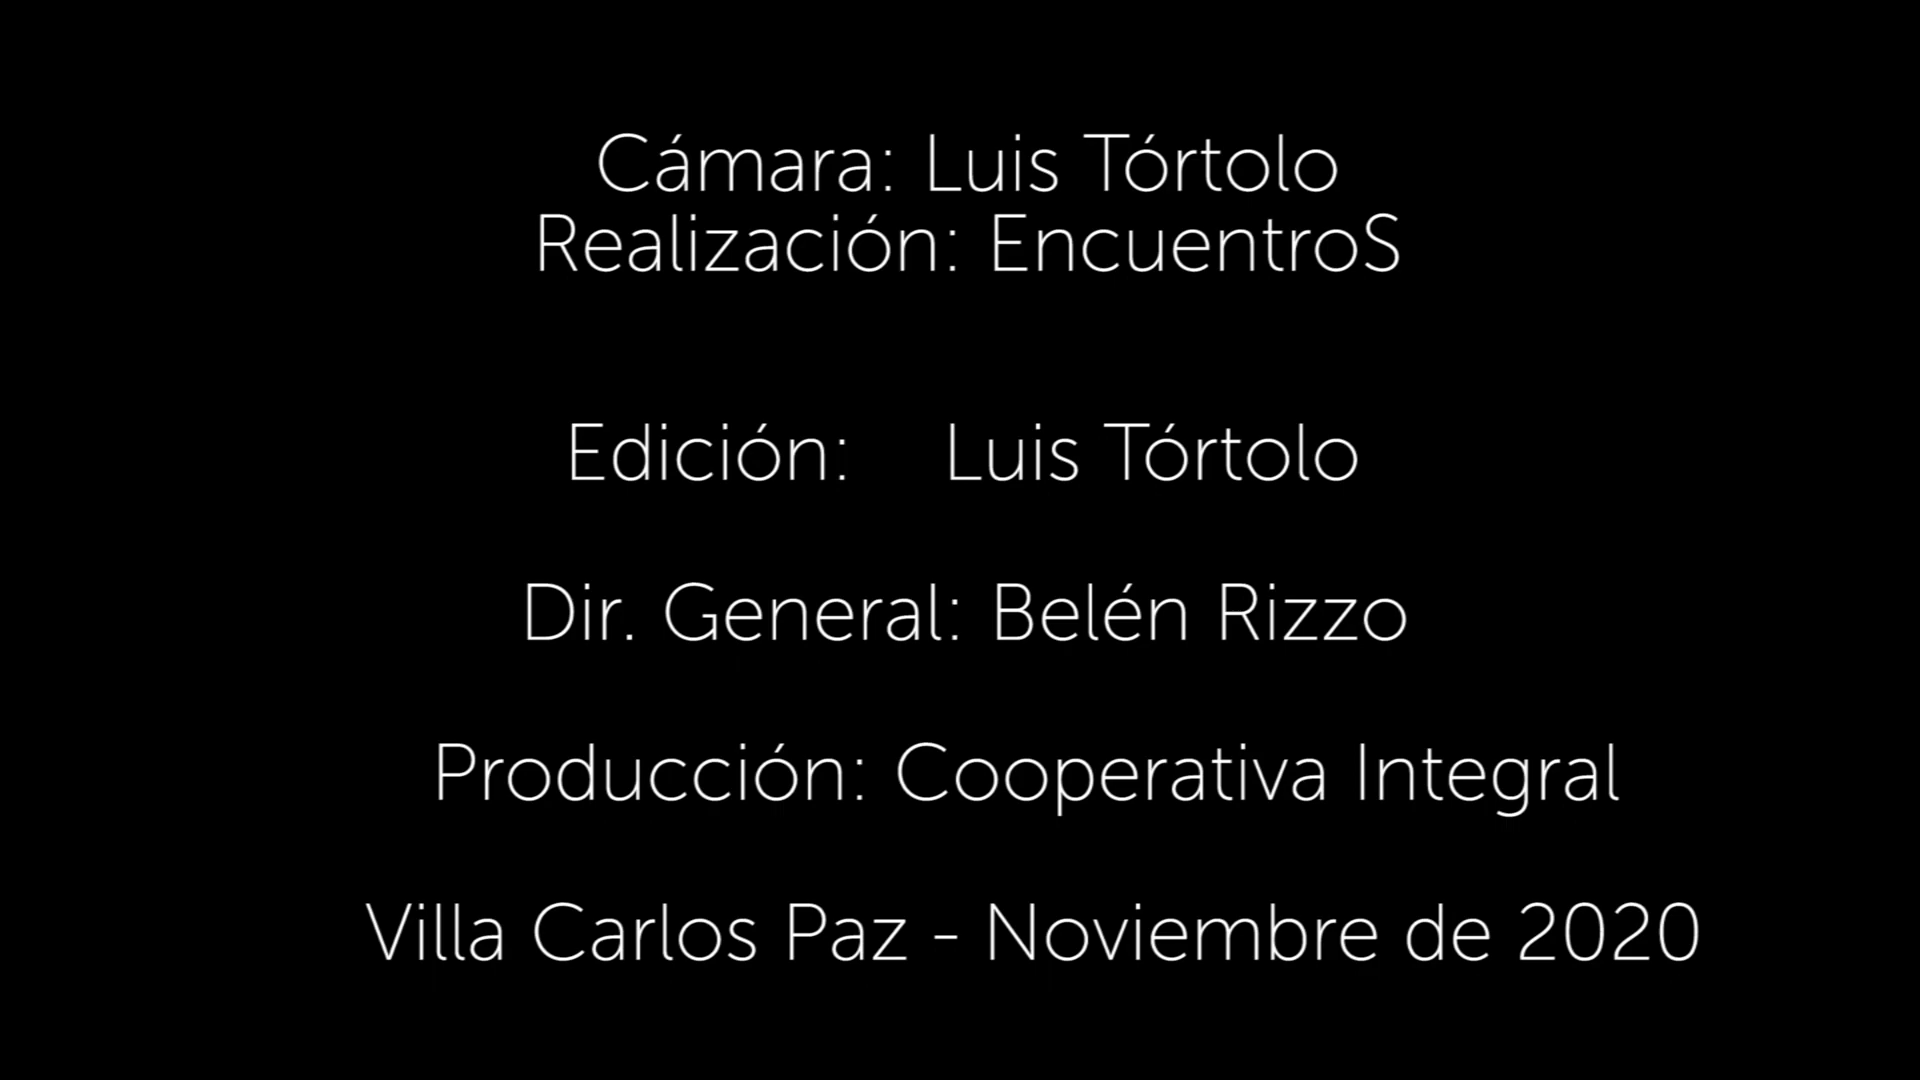 Cámara: Luis Tórtolo
Realización: EncuentroS
Edición: Luis Tórtolo
Dir. General: Belén Rizzo
Producción: Cooperativa Integral
Villa Carlos Paz - Noviembre de 2020